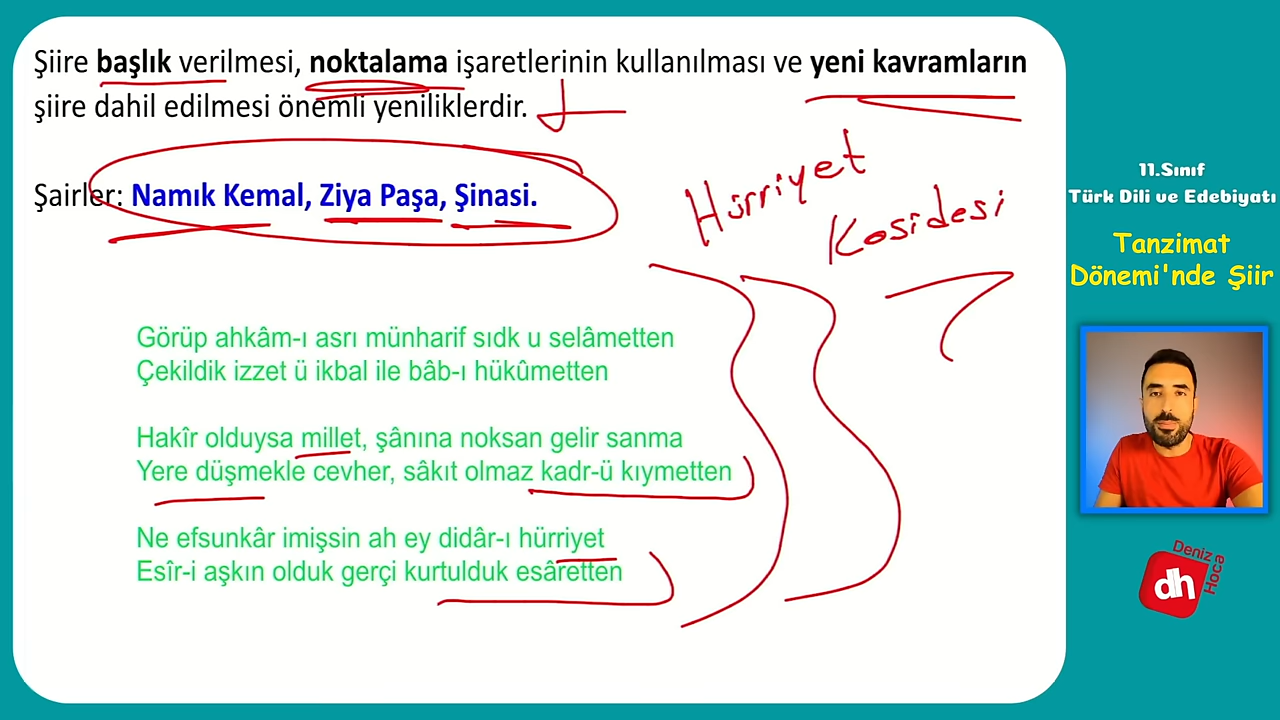 Şiire başlık verilmesi, noktalama işaretlerinin kullanılması ve yeni kavramların
şiire dahil edilmesi önemli yeniliklerdir.
Şairler: Namık Kemal, Ziya Paşa, Şinasi.
Hürriyet
Kasidesi
Görüp ahkâm-ı asrı münharif sıdk u selâmetten
Çekildik izzet ü ikbal ile bâb-ı hükûmetten
Hakîr olduysa millet, şânına noksan gelir sanma
Yere düşmekle cevher, sâkıt olmaz kadr-ü kıymetten
Ne efsunkâr imişsin ah ey didâr-ı hürriyet
Esîr-i aşkın olduk gerçi kurtulduk esâretten
11.Sınıf
Türk Dili ve Edebiyatı
Tanzimat
Dönemi'nde Şiir
Deniz
Hoca
dh